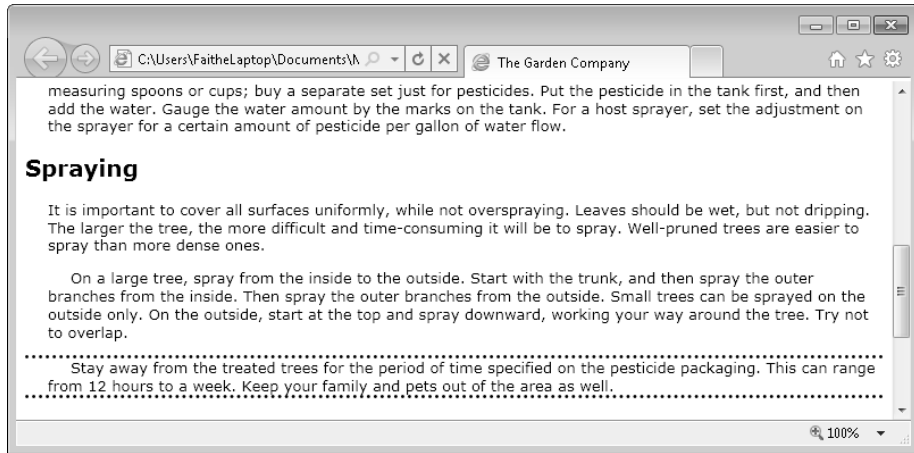 C:\Users\FaitheLaptop\Documents\M
The Garden Company
measuring spoons or cups; buy a separate set just for pesticides. Put the pesticide in the tank first, and then
add the water. Gauge the water amount by the marks on the tank. For a host sprayer, set the adjustment on
the sprayer for a certain amount of pesticide per gallon of water flow.
Spraying
It is important to cover all surfaces uniformly, while not overspraying. Leaves should be wet, but not dripping.
The larger the tree, the more difficult and time-consuming it will be to spray. Well-pruned trees are easier to
spray than more dense ones.
On a large tree, spray from the inside to the outside. Start with the trunk, and then spray the outer
branches from the inside. Then spray the outer branches from the outside. Small trees can be sprayed on the
outside only. On the outside, start at the top and spray downward, working your way around the tree. Try not
to overlap.
Stay away from the treated trees for the period of time specified on the pesticide packaging. This can range
from 12 hours to a week. Keep your family and pets out of the area as well.
100%